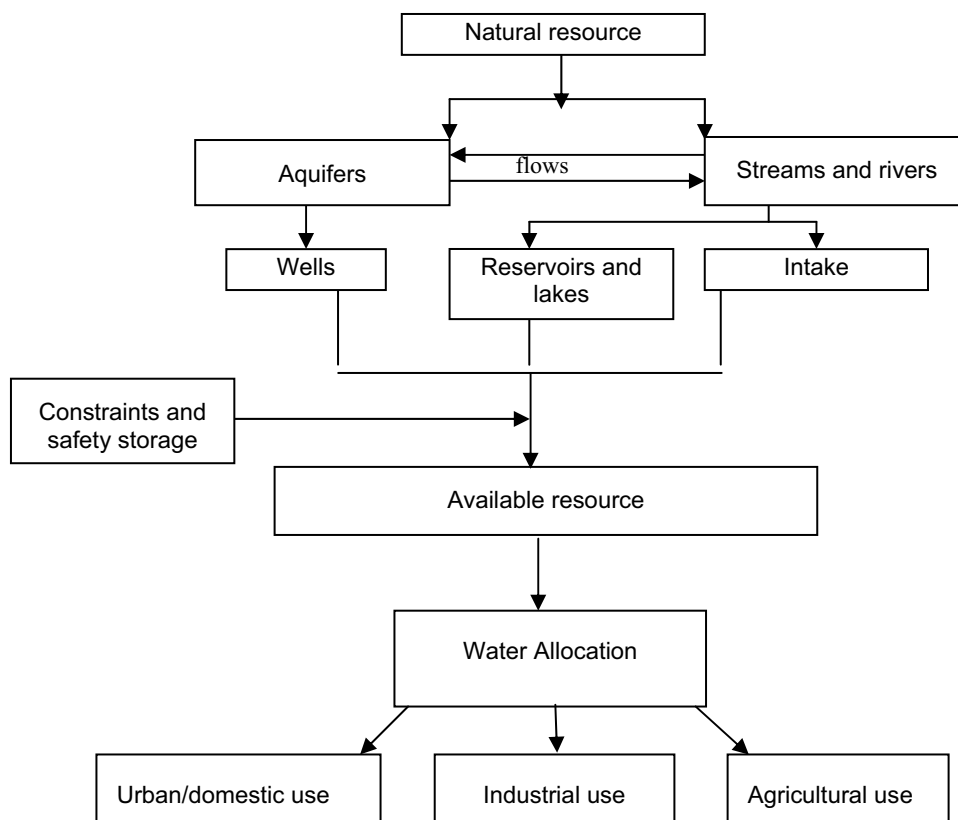 Natural resource
Aquifers
flows
Streams and rivers
Wells
Reservoirs and
lakes
Intake
Constraints and
safety storage
Available resource
Water Allocation
Urban/domestic use
Industrial use
Agricultural use